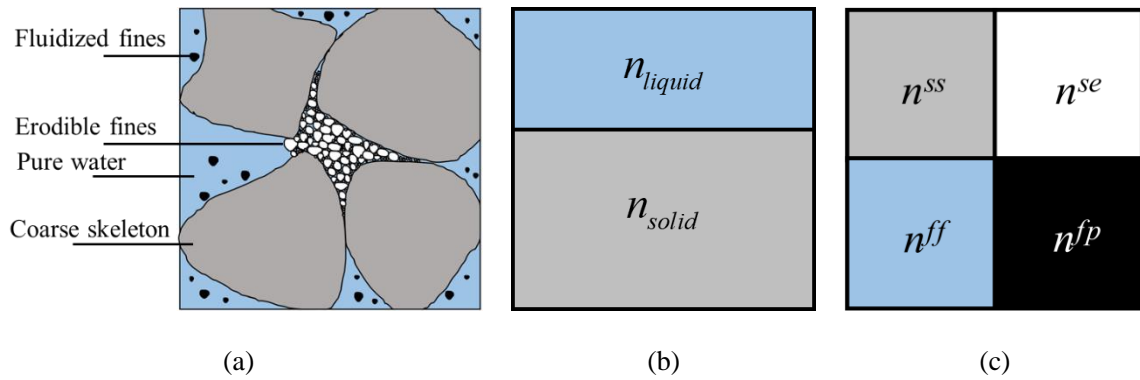 Fluidized fines
Erodible fines
Pure water
Coarse skeleton
n_liquid
n_solid
n^ss
n^se
n^ff
n^fp
(a)
(b)
(c)